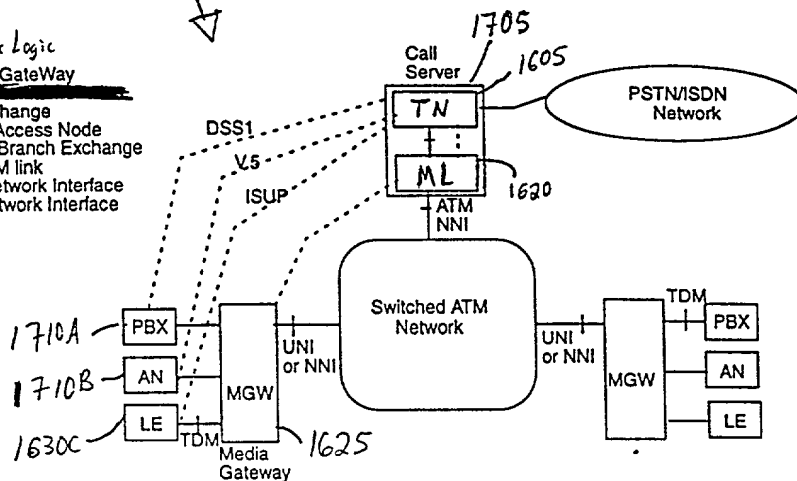 Logic
GateWay
change
Access Node
Branch Exchange
M link
etwork Interface
twork Interface
1705
Call
Server
1605
TN
PSTN/ISDN
Network
DSS1
V.5
ISUP
ML
1620
ATM
NNI
Switched ATM
Network
1710A
PBX
UNI
or NNI
UNI
or NNI
TDM
PBX
1710B
AN
MGW
MGW
AN
1630C
LE
TDM
Media
Gateway
1625
LE